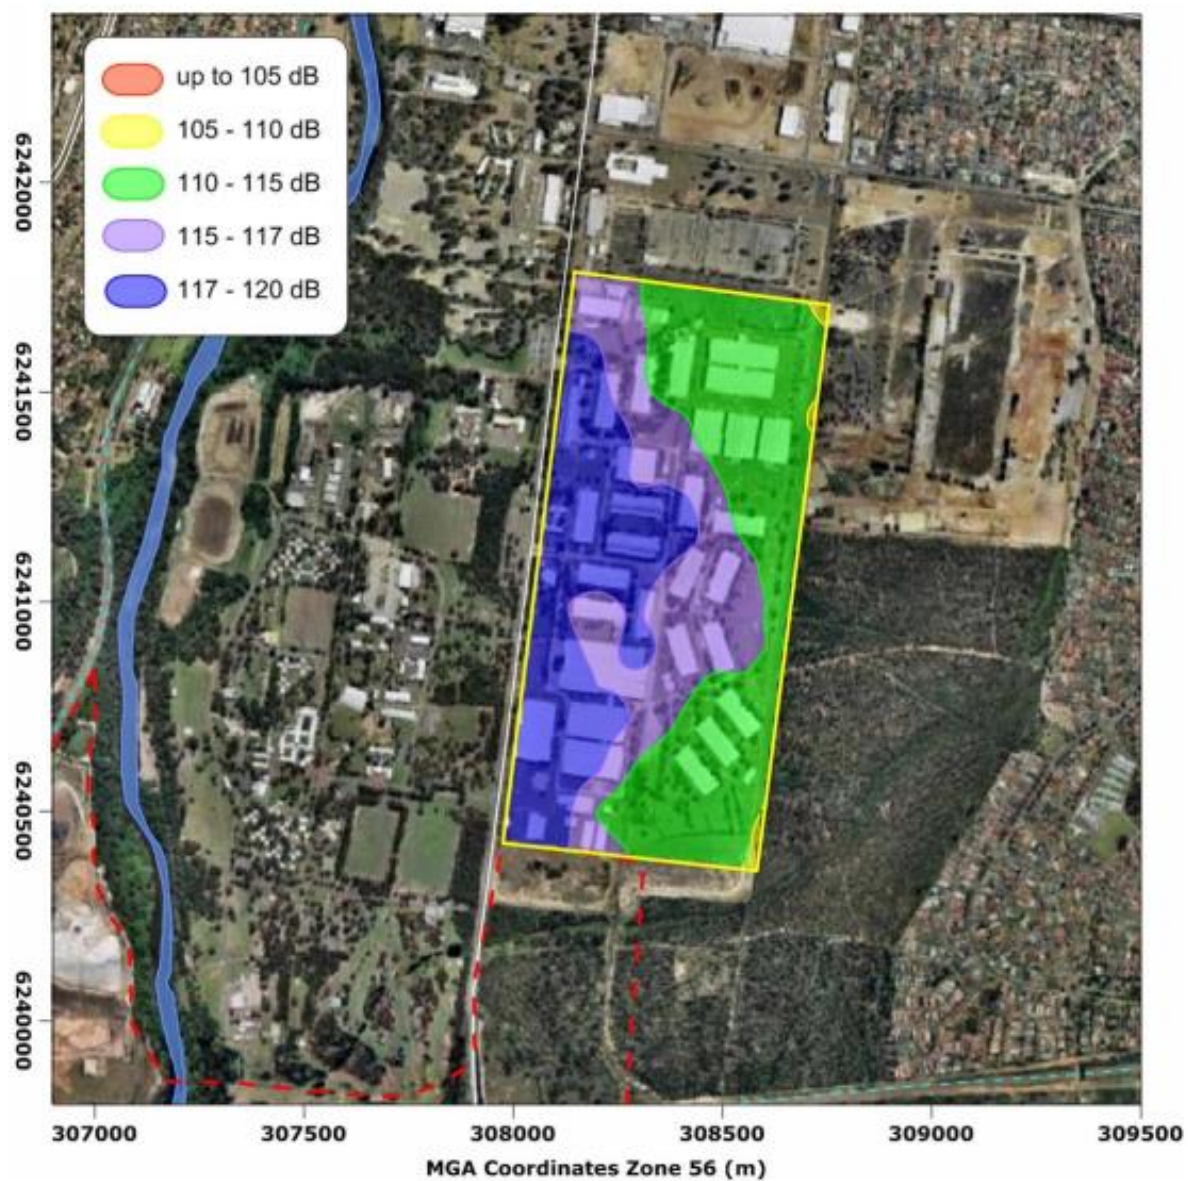 up to 105 dB
105 - 110 dB
110 - 115 dB
115 - 117 dB
117 - 120 dB
6242000
6241500
6241000
6240500
6240000
307000 307500 308000 308500 309000 309500
MGA Coordinates Zone 56 (m)